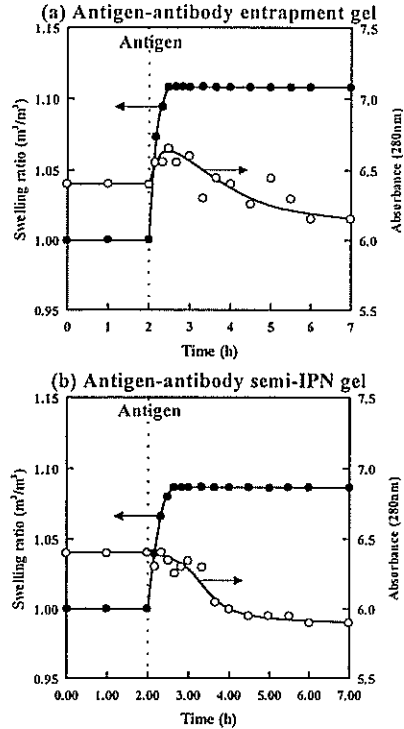 (a) Antigen-antibody entrapment gel
Antigen
1.15
1.10
1.05
1.00
0.95
Swelling ratio (m³/m³)
7.5
7.0
6.5
6.0
5.5
Absorbance (280nm)
0 1 2 3 4 5 6 7
Time (h)
(b) Antigen-antibody semi-IPN gel
Antigen
1.15
1.10
1.05
1.00
0.95
Swelling ratio (m³/m³)
7.5
7.0
6.5
6.0
5.5
Absorbance (280nm)
0.00 1.00 2.00 3.00 4.00 5.00 6.00 7.00
Time (h)